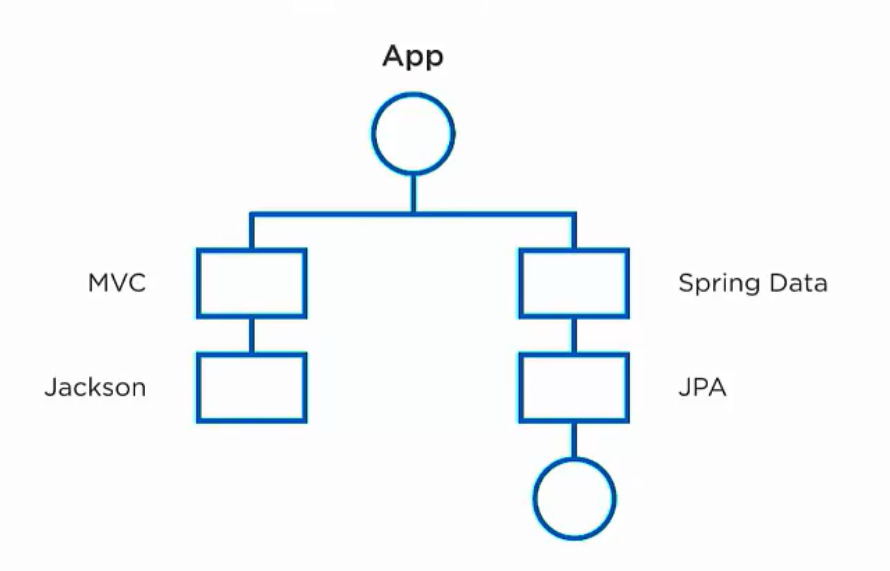 App
MVC
Spring Data
Jackson
JPA